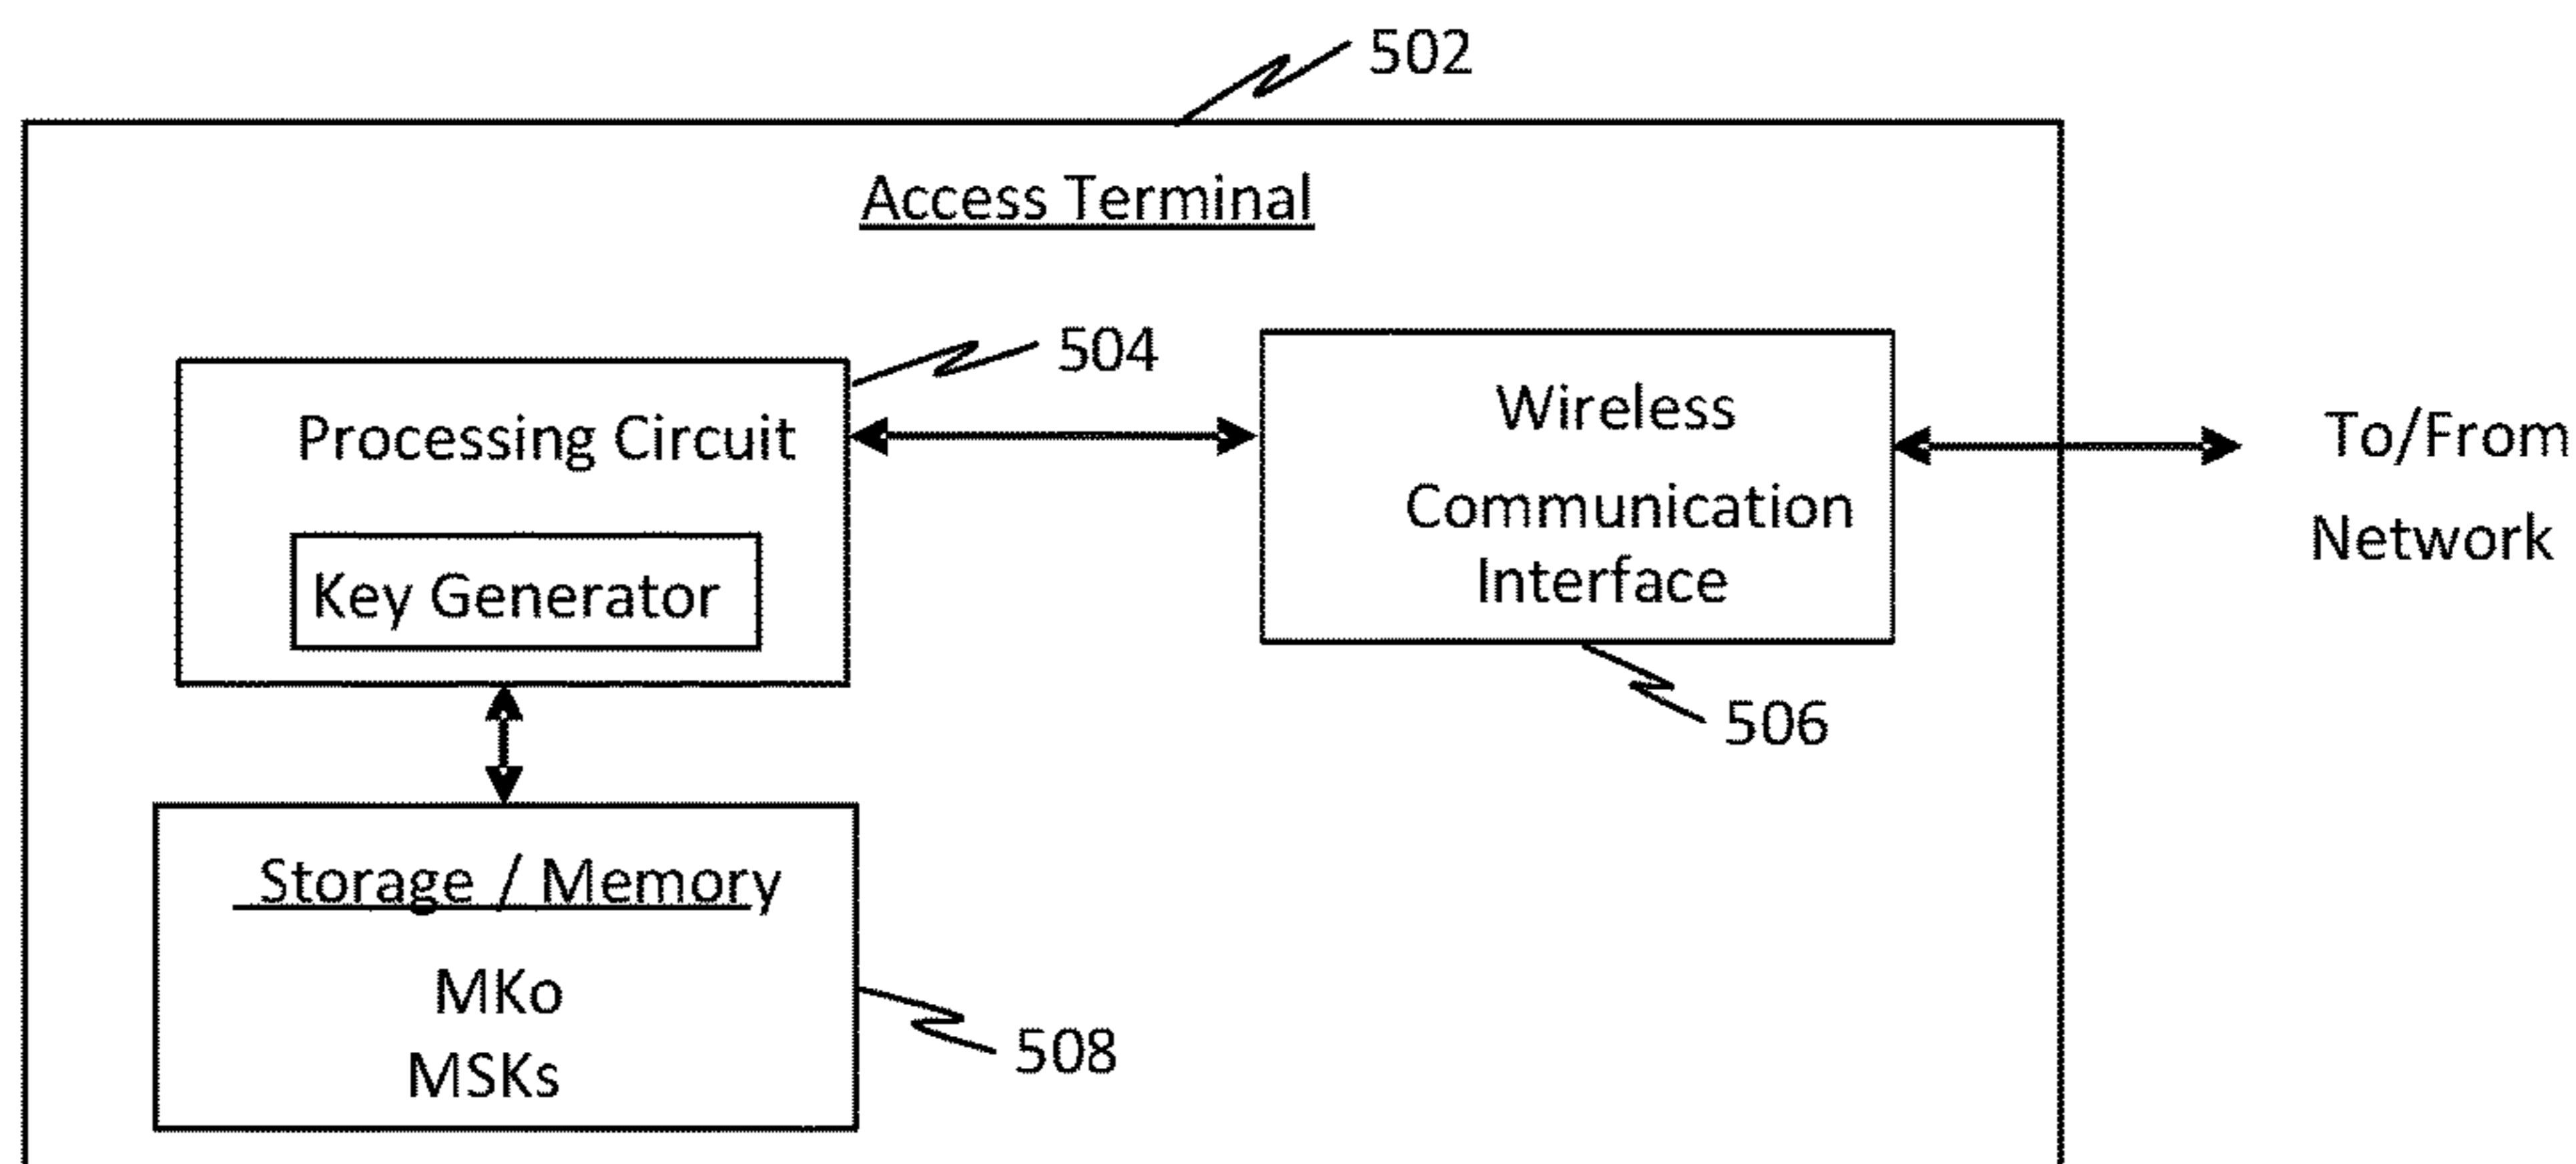 502
Access Terminal
504
Processing Circuit
Key Generator
Wireless
Communication
Interface
506
To/From
Network
Storage / Memory
MKo
MSKs
508